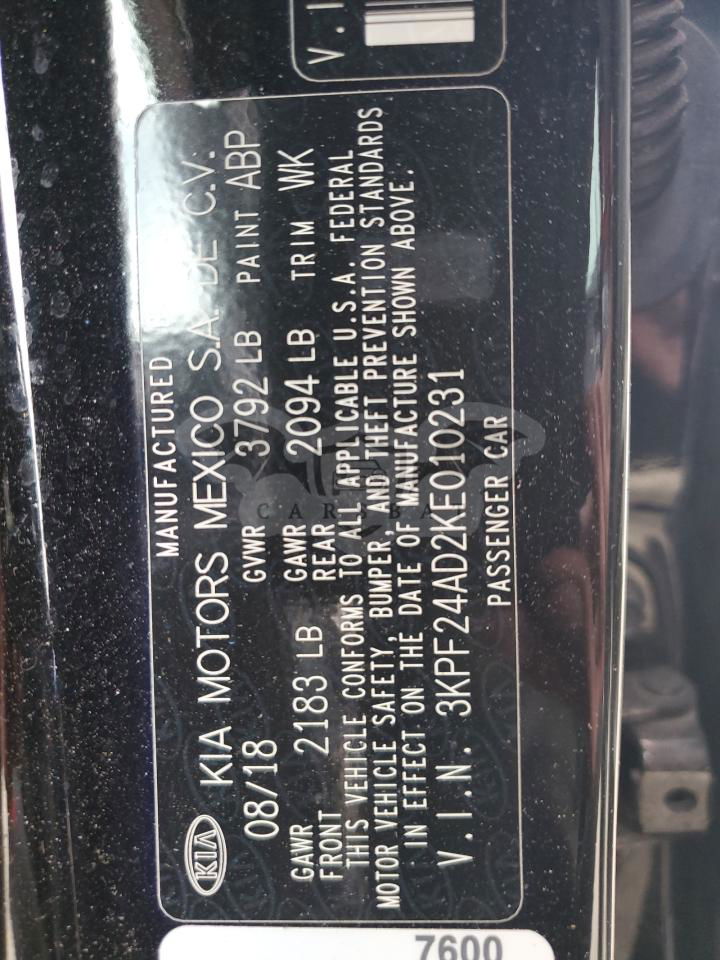 MANUFACTURED
KIA MOTORS MEXICO S.A. DE C.V.
KIA
08/18 GVWR 3792 LB PAINT ABP
GAWR FRONT 2183 LB GAWR REAR 2094 LB TRIM WK
THIS VEHICLE CONFORMS TO ALL APPLICABLE U.S.A. FEDERAL
MOTOR VEHICLE SAFETY, BUMPER, AND THEFT PREVENTION STANDARDS
IN EFFECT ON THE DATE OF MANUFACTURE SHOWN ABOVE.
V.I.N. 3KPF24AD2KE010231
PASSENGER CAR
7600